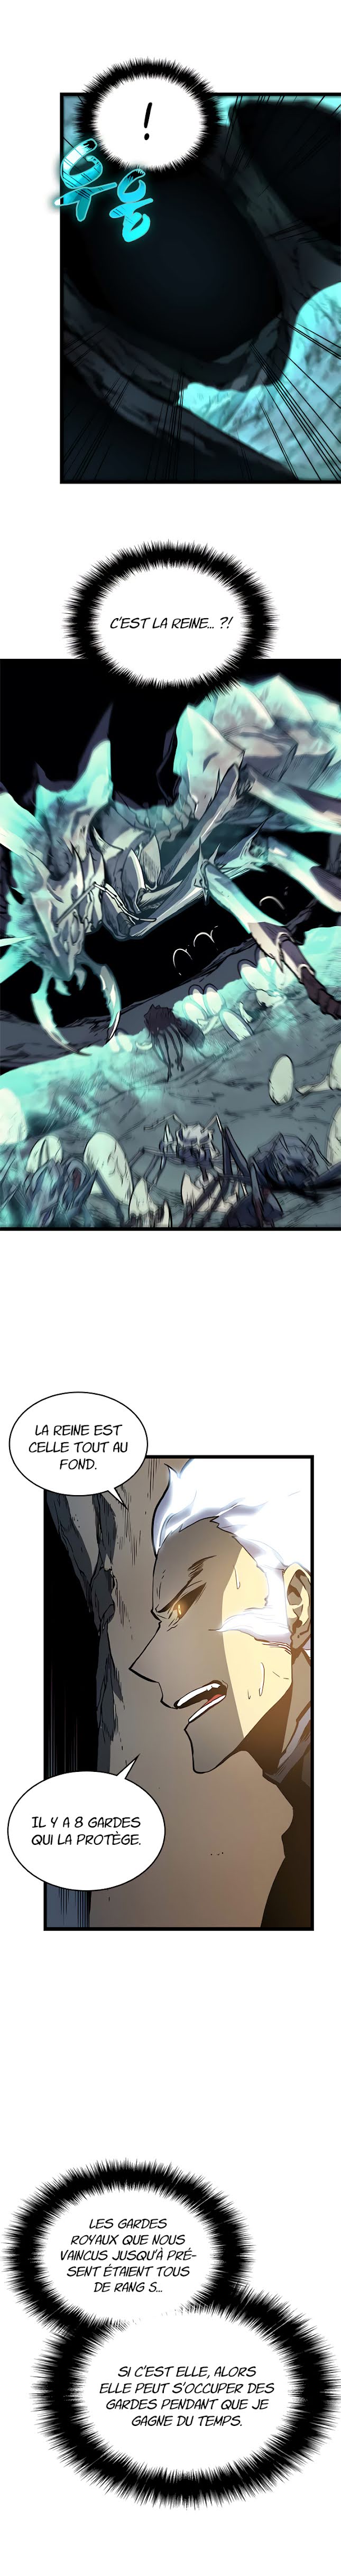 !
우웅
C'EST LA REINE... ?!
LA REINE EST
CELLE TOUT AU
FOND.
IL Y A 8 GARDES
QUI LA PROTÈGE.
LES GARDES
ROYAUX QUE NOUS
VAINCUS JUSQU'À PRÉ-
SENT ÉTAIENT TOUS
DE RANG S...
SI C'EST ELLE, ALORS
ELLE PEUT S'OCCUPER DES
GARDES PENDANT QUE JE
GAGNE DU TEMPS.